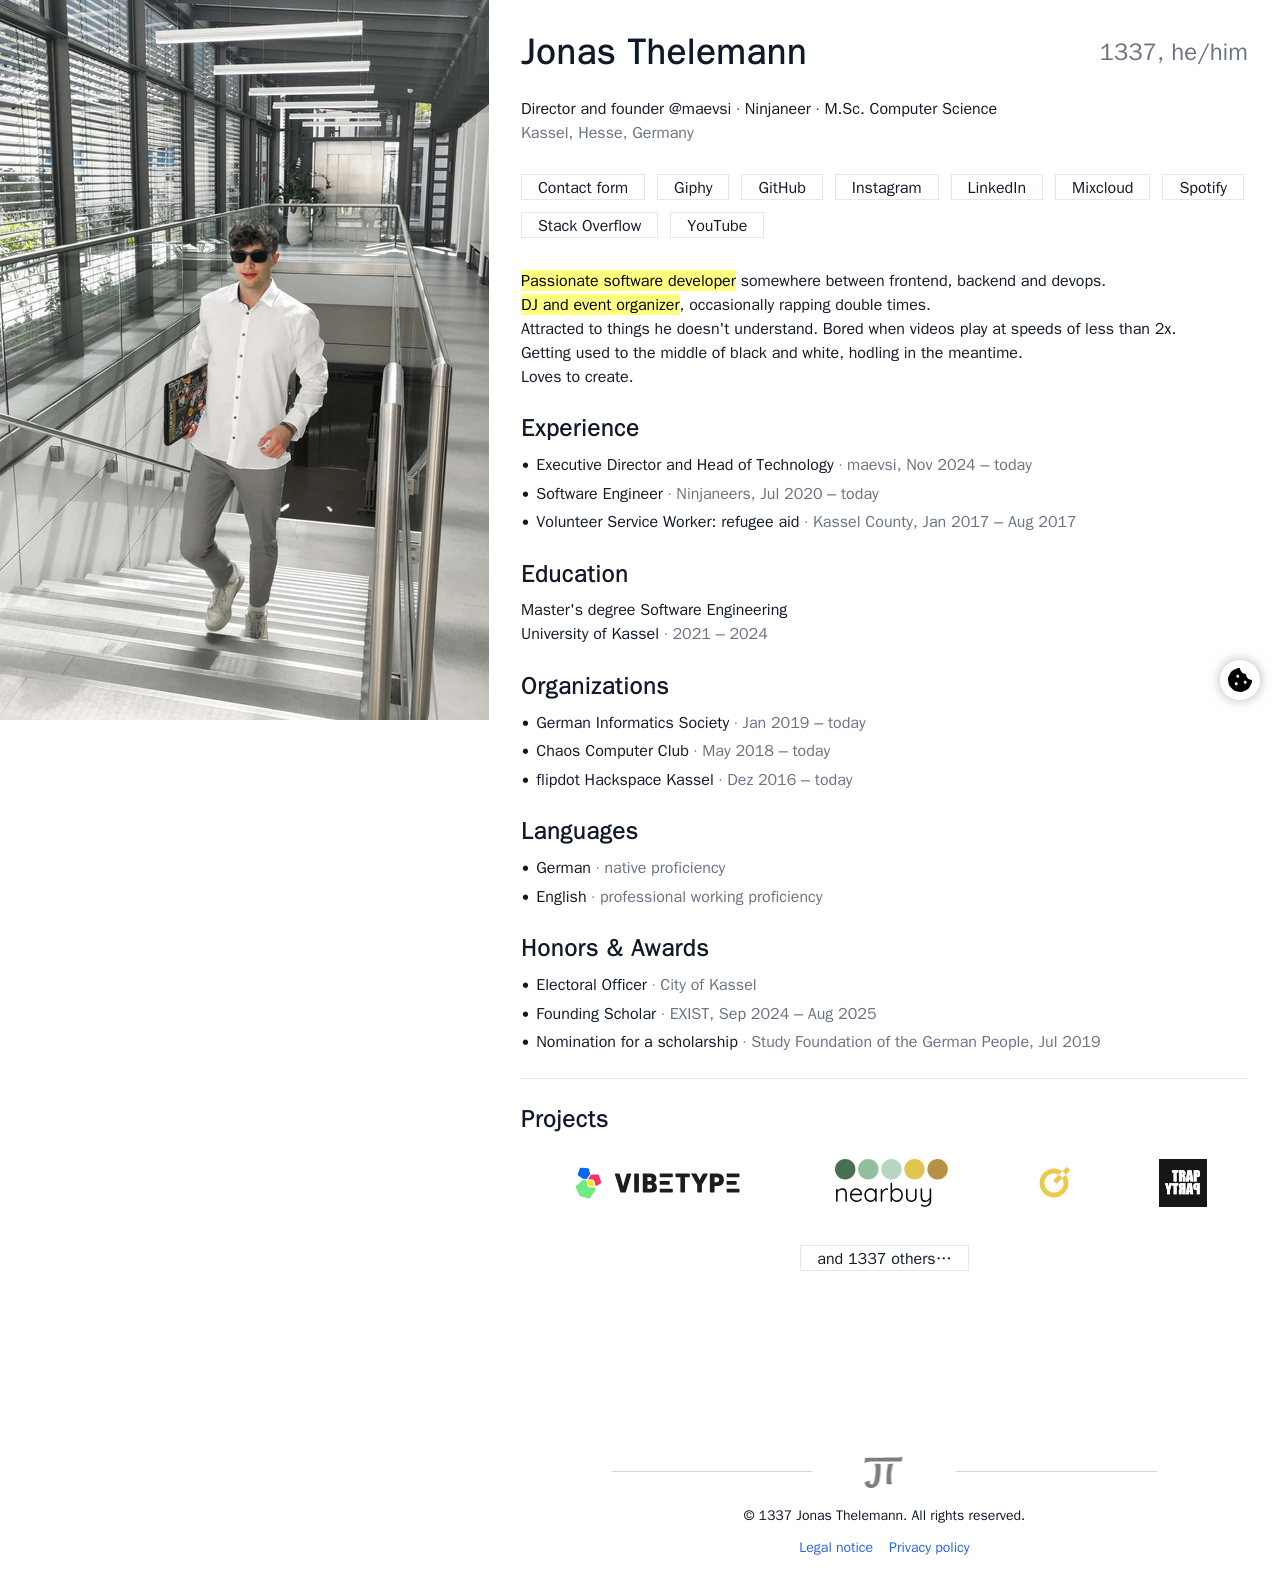 Jonas Thelemann
1337, he/him
Director and founder @maevsi · Ninjaneer · M.Sc. Computer Science
Kassel, Hesse, Germany
Contact form
Giphy
GitHub
Instagram
LinkedIn
Mixcloud
Spotify
Stack Overflow
YouTube
Passionate software developer somewhere between frontend, backend and devops.
DJ and event organizer, occasionally rapping double times.
Attracted to things he doesn't understand. Bored when videos play at speeds of less than 2x.
Getting used to the middle of black and white, hodling in the meantime.
Loves to create.
Experience
• Executive Director and Head of Technology · maevsi, Nov 2024 – today
• Software Engineer · Ninjaneers, Jul 2020 – today
• Volunteer Service Worker: refugee aid · Kassel County, Jan 2017 – Aug 2017
Education
Master's degree Software Engineering
University of Kassel · 2021 – 2024
Organizations
• German Informatics Society · Jan 2019 – today
• Chaos Computer Club · May 2018 – today
• flipdot Hackspace Kassel · Dez 2016 – today
Languages
• German · native proficiency
• English · professional working proficiency
Honors & Awards
• Electoral Officer · City of Kassel
• Founding Scholar · EXIST, Sep 2024 – Aug 2025
• Nomination for a scholarship · Study Foundation of the German People, Jul 2019
Projects
VIBETYPE
nearbuy
TRAP
PARTY
and 1337 others⋯
JT
© 1337 Jonas Thelemann. All rights reserved.
Legal notice
Privacy policy